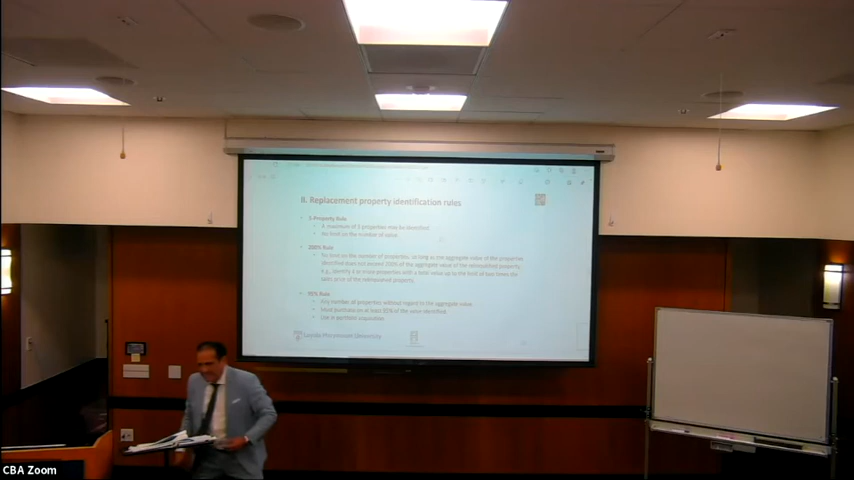 B. Replacement property identification rules
3-Property Rule
A maximum of 3 properties may be identified
No limit on the number of value
200% Rule
No limit on the number of properties, so long as the aggregate value of the properties
identified does not exceed 200% of the aggregate value of the relinquished property.
E.g., identify 4 or more properties with a total value up to the limit of two times the
sales price of the relinquished property.
95% Rule
Any number of properties without regard to the aggregate value
Must purchase at least 95% of the value identified
Use in portfolio acquisition
Loyola Marymount University
CBA Zoom